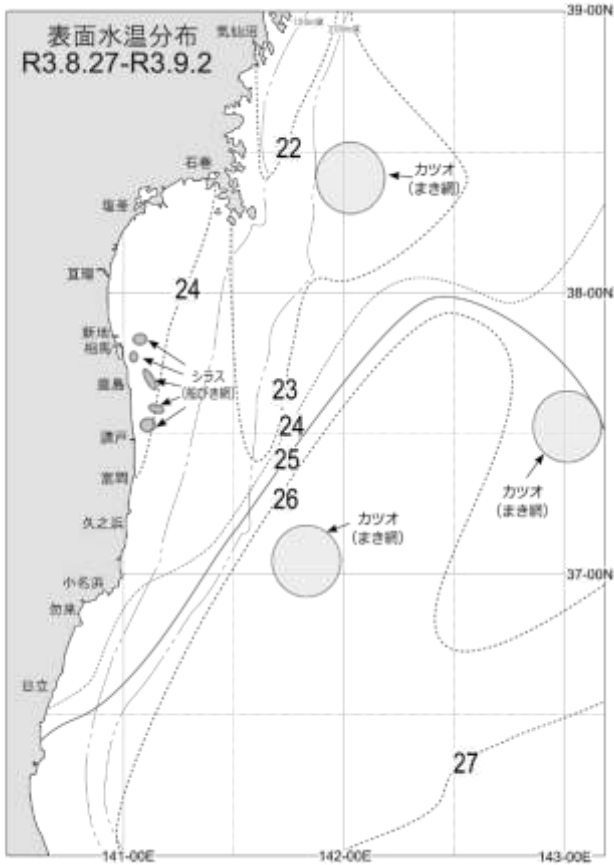 表面水温分布
R3.8.27-R3.9.2
気仙沼
39-00N
22
石巻
カツオ
(まき網)
塩釜
亘理
24
38-00N
新地
相馬
シラス
(船びき網)
鹿島
23
24
請戸
25
富岡
26
カツオ
(まき網)
カツオ
(まき網)
久之浜
小名浜
37-00N
勿来
日立
27
141-00E
142-00E
143-00E